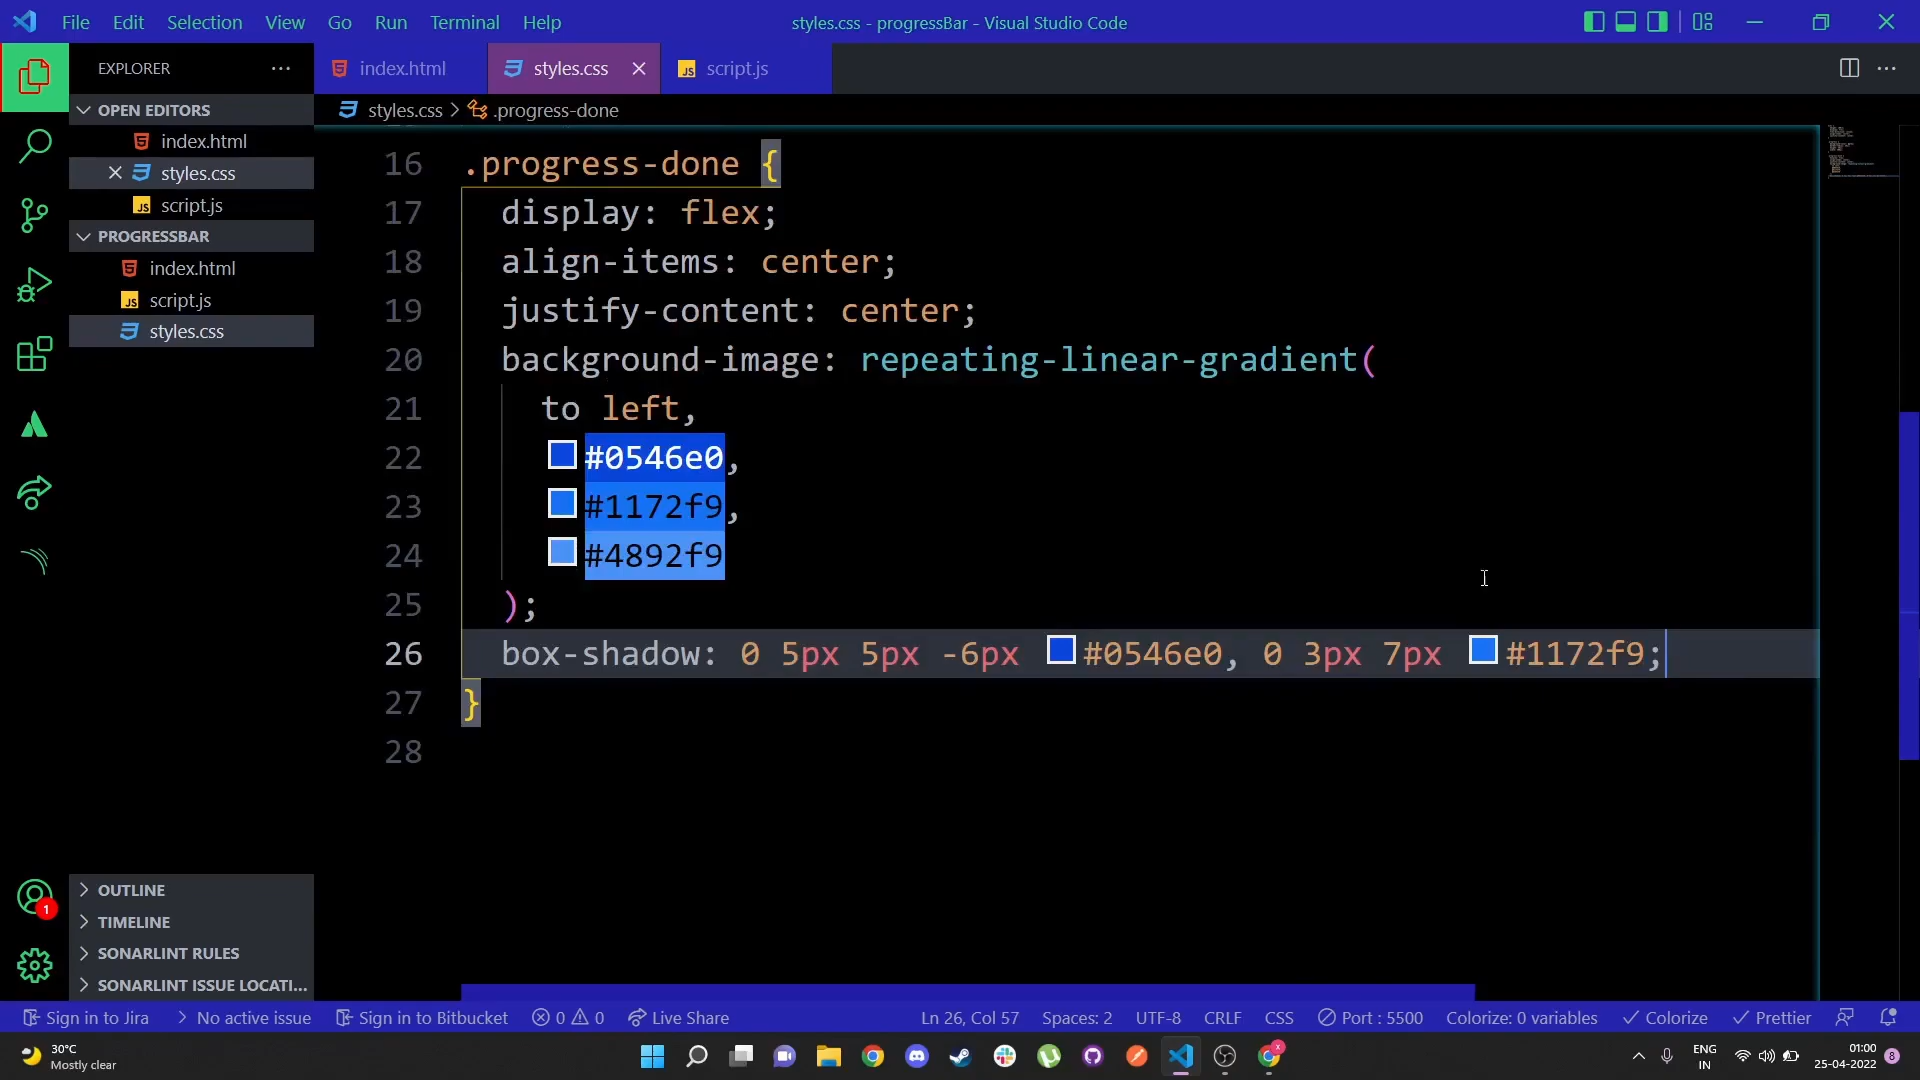 File Edit Selection View Go Run Terminal Help
styles.css - progressBar - Visual Studio Code
EXPLORER
index.html
styles.css
JS script.js
OPEN EDITORS
index.html
styles.css
JS script.js
PROGRESSBAR
index.html
JS script.js
styles.css
styles.css > .progress-done
16 .progress-done {
17 display: flex;
18 align-items: center;
19 justify-content: center;
20 background-image: repeating-linear-gradient(
21 to left,
22 #0546e0,
23 #1172f9,
24 #4892f9
25 );
26 box-shadow: 0 5px 5px -6px #0546e0, 0 3px 7px #1172f9;
27 }
28
1
OUTLINE
TIMELINE
SONARLINT RULES
SONARLINT ISSUE LOCATI...
Sign in to Jira
No active issue
Sign in to Bitbucket
0 0
Live Share
Ln 26, Col 57
Spaces: 2
UTF-8
CRLF
CSS
Port : 5500
Colorize: 0 variables
Colorize
Prettier
30°C
Mostly clear
ENG
IN
01:00
25-04-2022
8